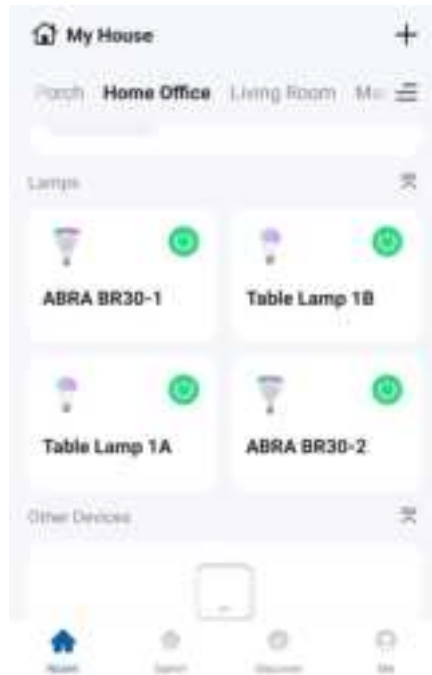 My House
Porch Home Office Living Room
Lamps
ABRA BR30-1 Table Lamp 1B
Table Lamp 1A ABRA BR30-2
Other Devices
Me